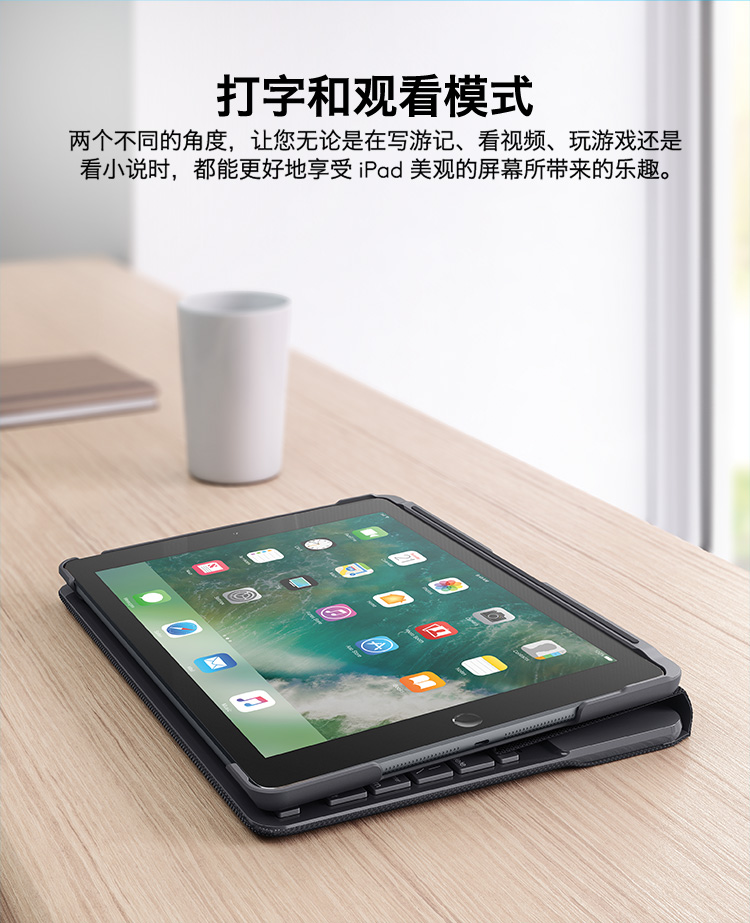 打字和观看模式
两个不同的角度，让您无论是在写游记、看视频、玩游戏还是
看小说时，都能更好地享受 iPad 美观的屏幕所带来的乐趣。